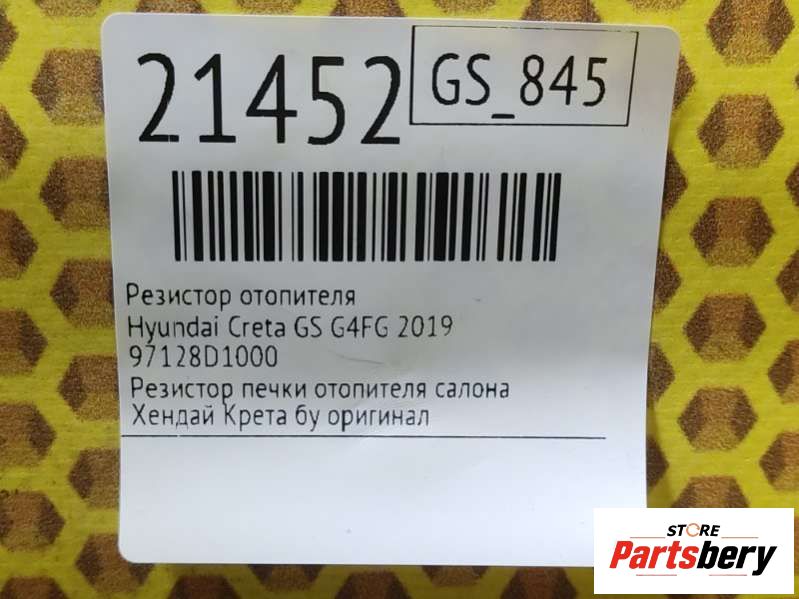 21452
GS_845
Резистор отопителя
Hyundai Creta GS G4FG 2019
97128D1000
Резистор печки отопителя салона
Хендай Крета бу оригинал
STORE
Partsbery